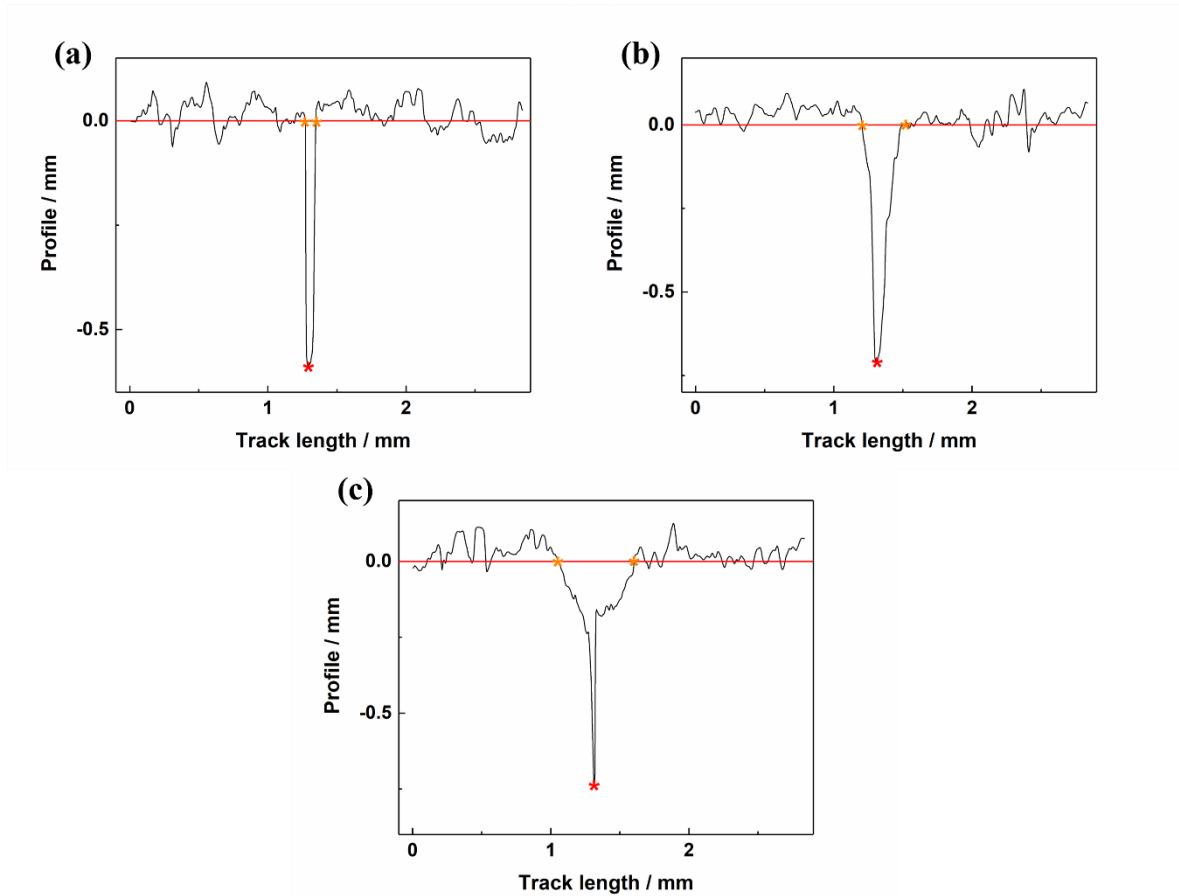 (a)
0.0
-0.5
Profile / mm
0 1 2
Track length / mm
(b)
0.0
-0.5
Profile / mm
0 1 2
Track length / mm
(c)
0.0
-0.5
Profile / mm
0 1 2
Track length / mm